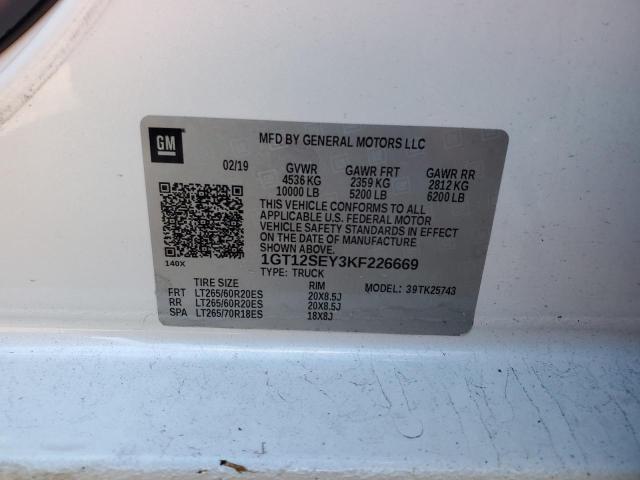 GM
MFD BY GENERAL MOTORS LLC
02/19 GVWR GAWR FRT GAWR RR
4536 KG 2359 KG 2812 KG
10000 LB 5200 LB 6200 LB
THIS VEHICLE CONFORMS TO ALL
APPLICABLE U.S. FEDERAL MOTOR
VEHICLE SAFETY STANDARDS IN EFFECT
ON THE DATE OF MANUFACTURE
SHOWN ABOVE.
140X
1GT12SEY3KF226669
TYPE: TRUCK
TIRE SIZE RIM MODEL: 39TK25743
FRT LT265/60R20ES 20X8.5J
RR LT265/60R20ES 20X8.5J
SPA LT265/70R18ES 18X8J